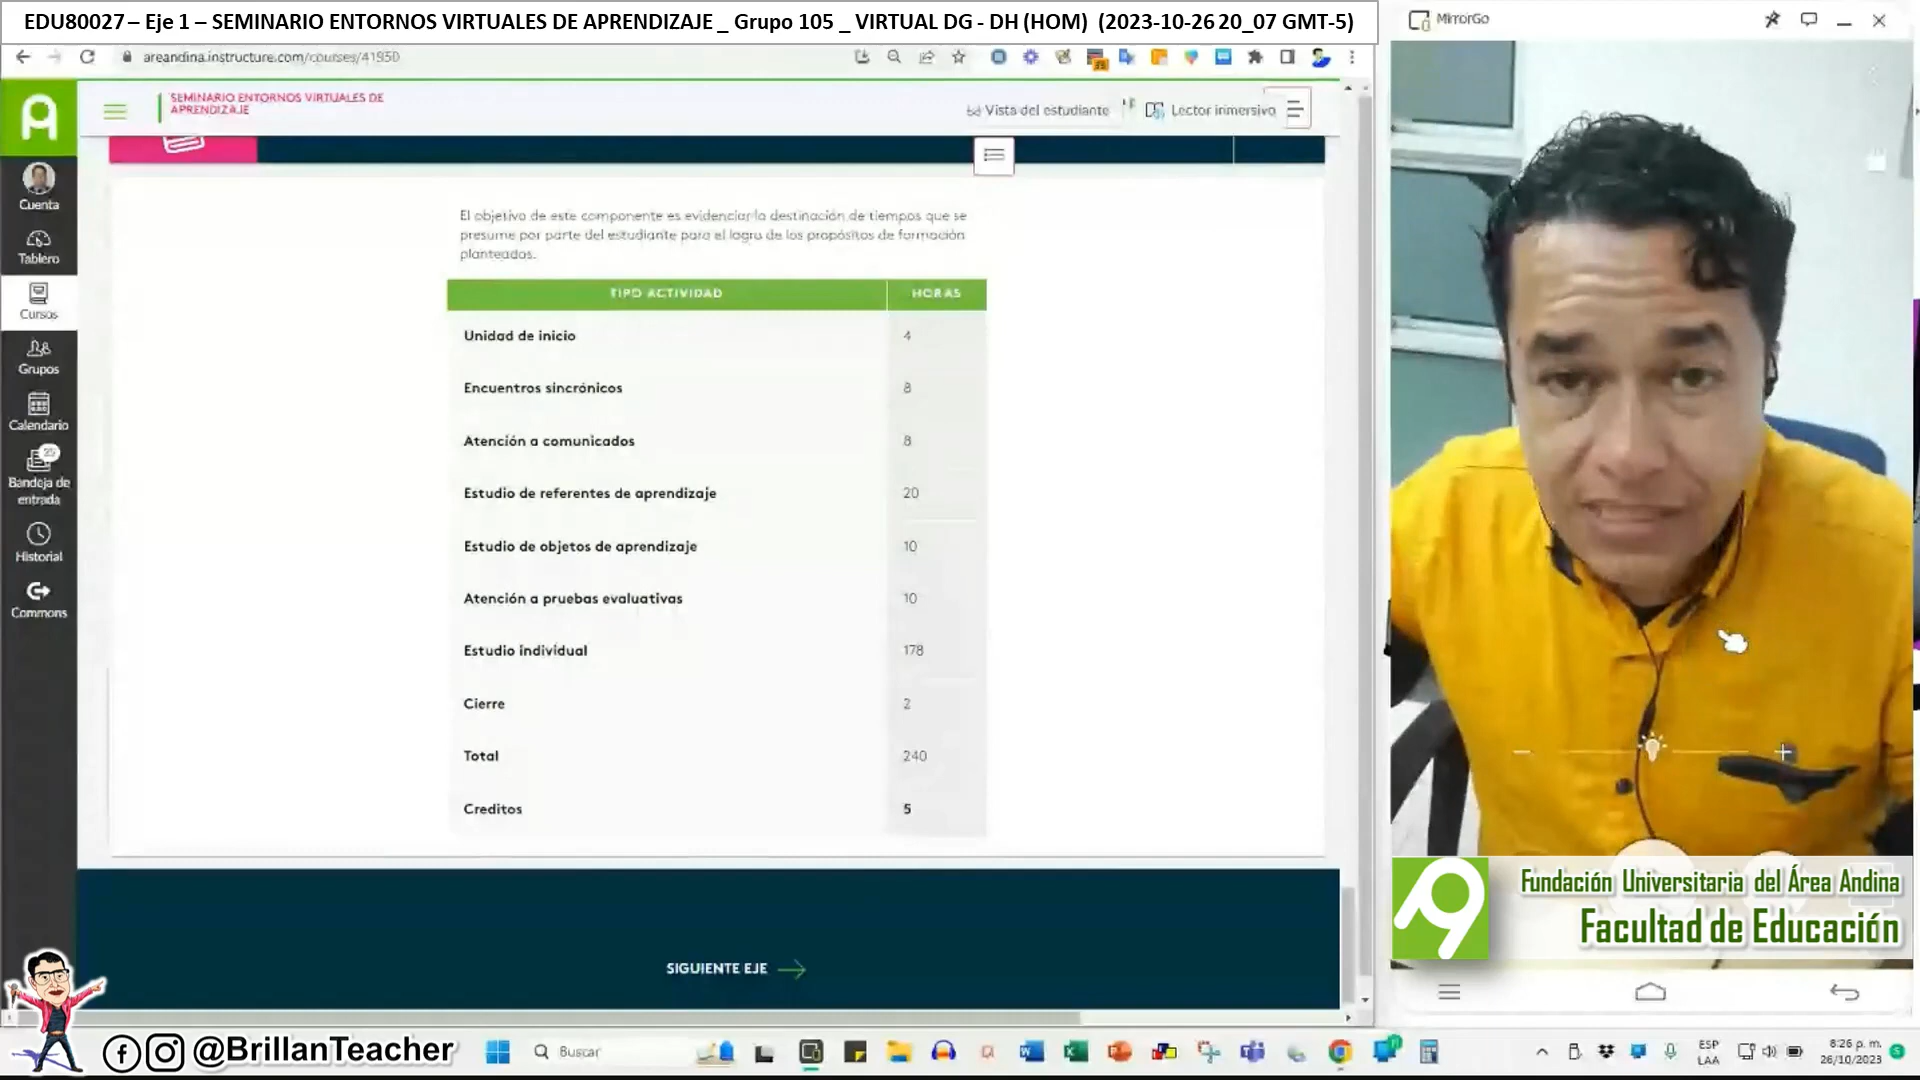 EDU80027 – Eje 1 – SEMINARIO ENTORNOS VIRTUALES DE APRENDIZAJE _ Grupo 105 _ VIRTUAL DG - DH (HOM) (2023-10-26 20_07 GMT-5)
MirrorGo
areandina.instructure.com/courses/41950
SEMINARIO ENTORNOS VIRTUALES DE
APRENDIZAJE
Vista del estudiante
Lector inmersivo
Cuenta
Tablero
Cursos
Grupos
Calendario
25
Bandeja de
entrada
Historial
Commons
El objetivo de este componente es evidenciar la destinación de tiempos que se
presume por parte del estudiante para el logro de los propósitos de formación
planteados.
TIPO ACTIVIDAD HORAS
Unidad de inicio 4
Encuentros sincrónicos 8
Atención a comunicados 8
Estudio de referentes de aprendizaje 20
Estudio de objetos de aprendizaje 10
Atención a pruebas evaluativas 10
Estudio individual 178
Cierre 2
Total 240
Creditos 5
SIGUIENTE EJE
Fundación Universitaria del Área Andina
Facultad de Educación
@BrillanTeacher
Buscar
ESP
LAA
8:26 p. m.
26/10/2023